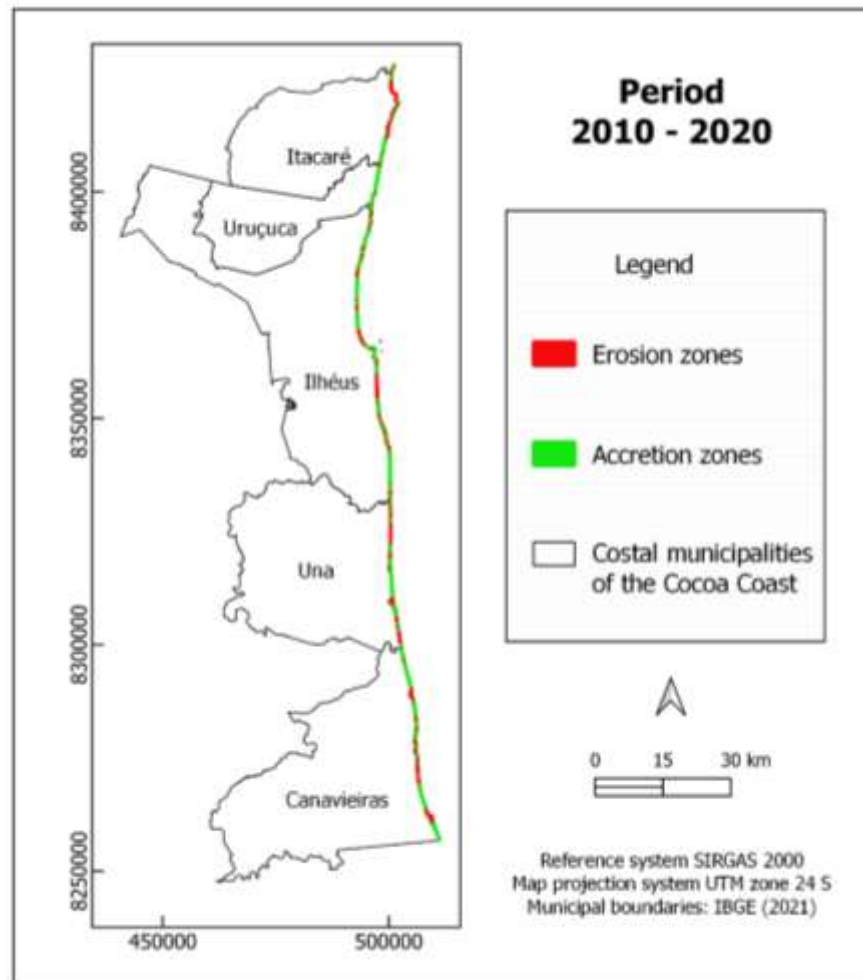 Period
2010 - 2020
Itacaré
Uruçuca
Ilhéus
Una
Canavieiras
8400000
8350000
8300000
8250000
450000
500000
Legend
Erosion zones
Accretion zones
Costal municipalities
of the Cocoa Coast
0 15 30 km
Reference system SIRGAS 2000
Map projection system UTM zone 24 S
Municipal boundaries: IBGE (2021)